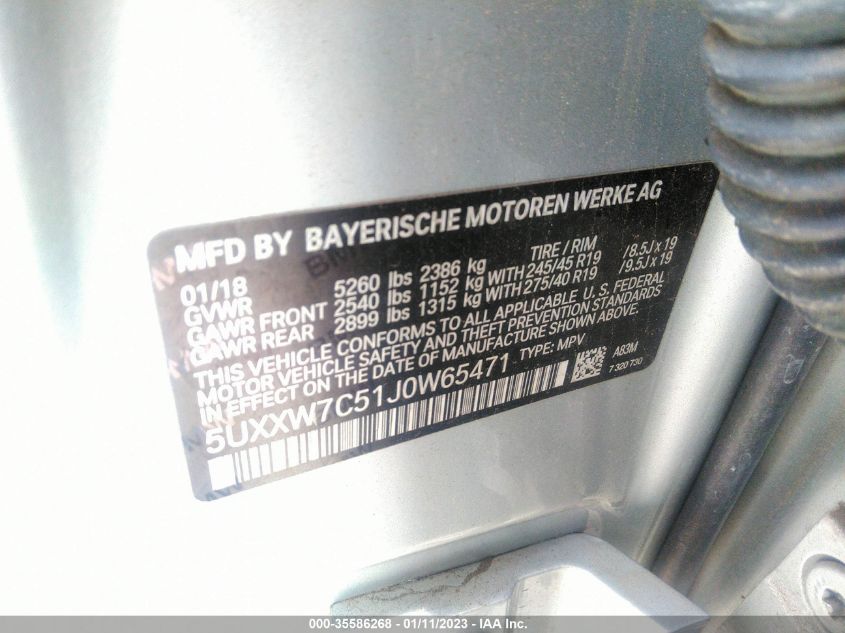 MFD BY BAYERISCHE MOTOREN WERKE AG
01/18 TIRE / RIM
GVWR 5260 lbs 2386 kg
GAWR FRONT 2540 lbs 1152 kg WITH 245/45 R19 /8.5J x 19
GAWR REAR 2899 lbs 1315 kg WITH 275/40 R19 /9.5J x 19
THIS VEHICLE CONFORMS TO ALL APPLICABLE U.S. FEDERAL
MOTOR VEHICLE SAFETY AND THEFT PREVENTION STANDARDS
IN EFFECT ON THE DATE OF MANUFACTURE SHOWN ABOVE.
5UXXW7C51J0W65471 TYPE: MPV A83M
7 320 730
000-35586268 - 01/11/2023 - IAA Inc.